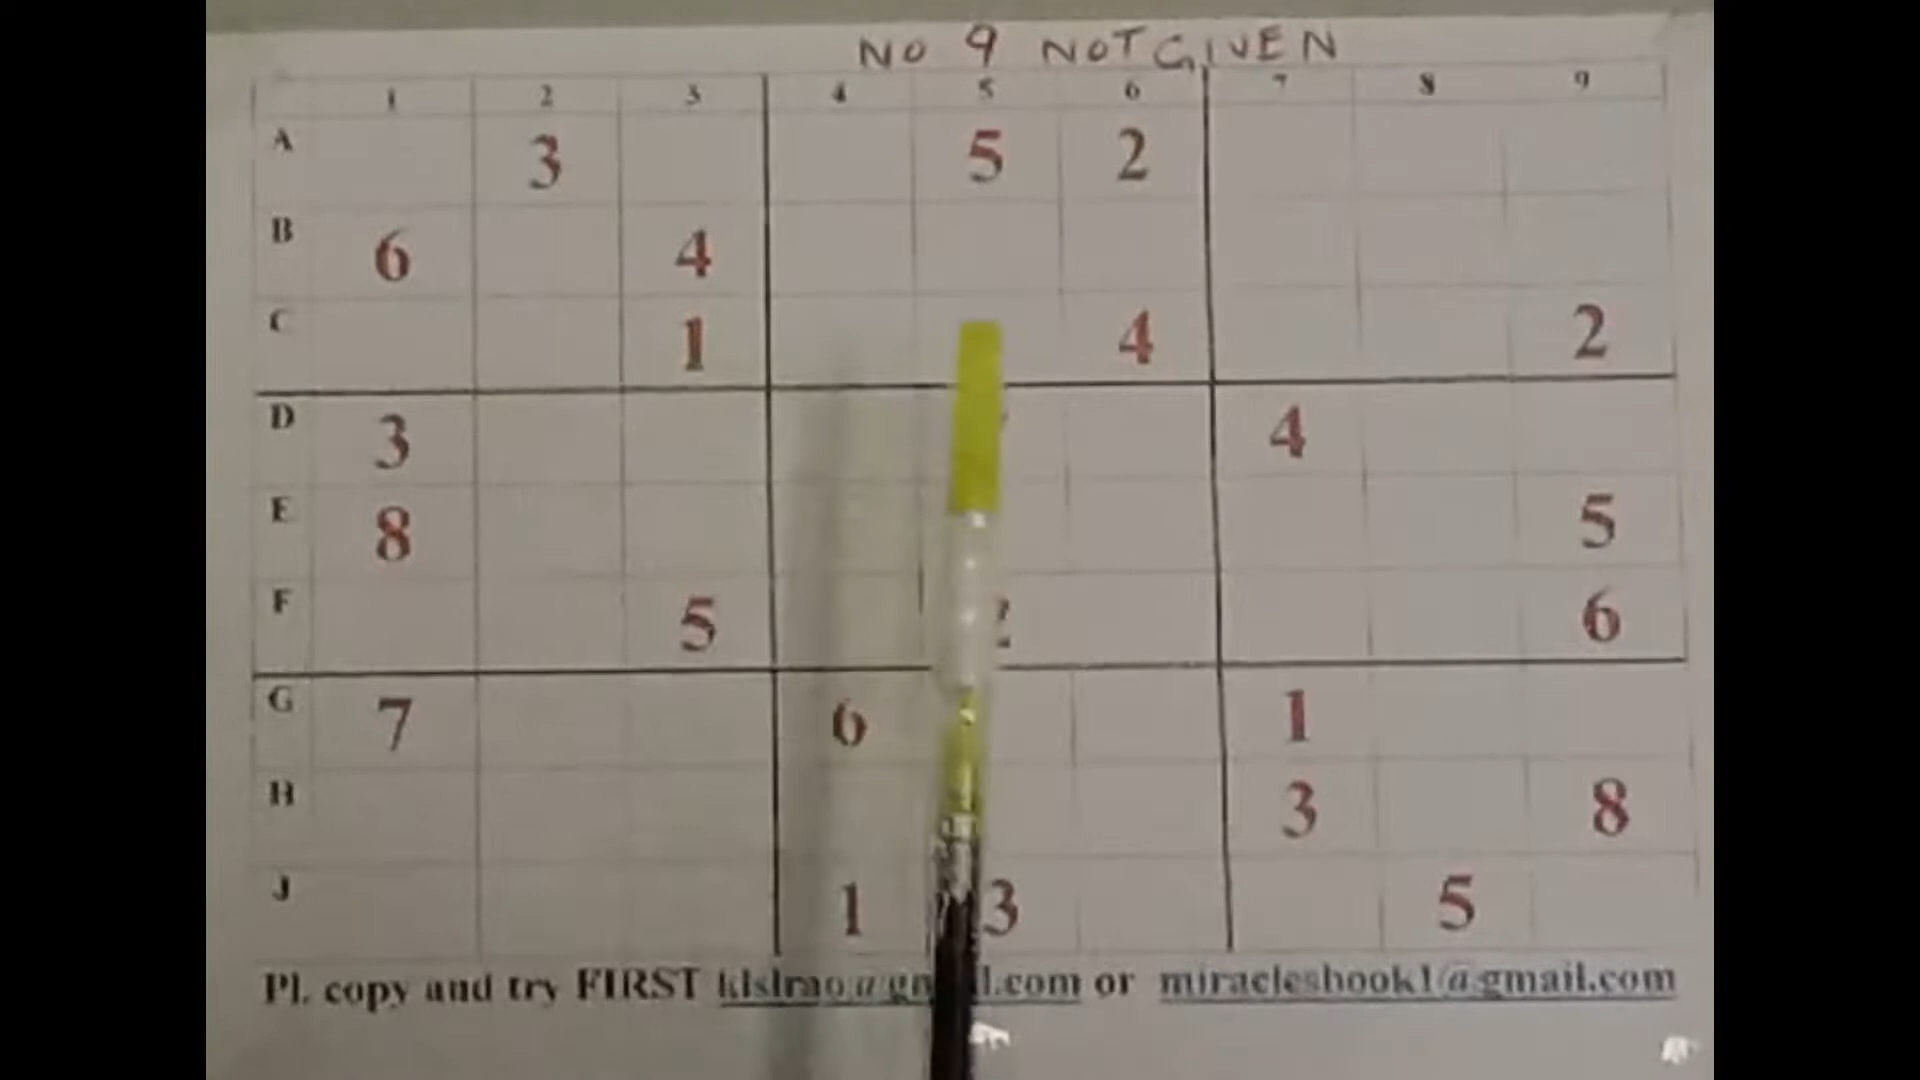 NO 9 NOT GIVEN
1 2 3 4 5 6 7 8 9
A 3 5 2
B 6 4
C 1 4 2
D 3 4
E 8 5
F 5 6
G 7 6 1
H 3 8
J 1 3 5
Pl. copy and try FIRST or miraclesbook1@gmail.com